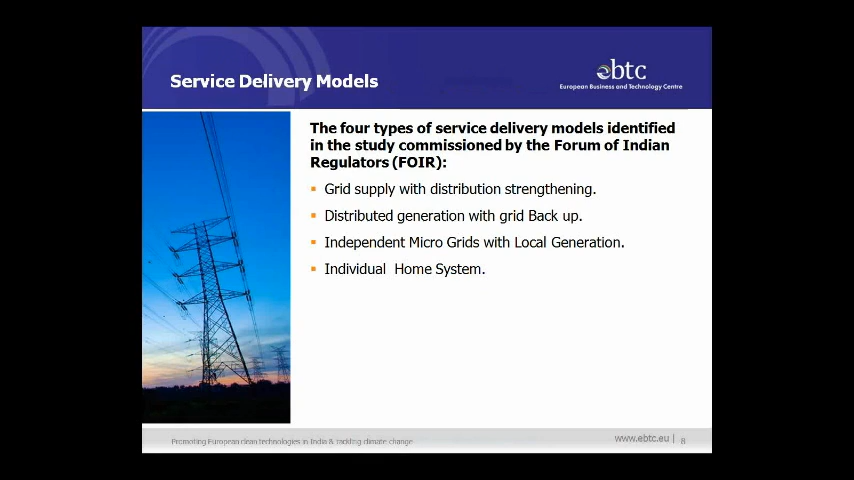 Service Delivery Models
ebtc
European Business and Technology Centre
The four types of service delivery models identified
in the study commissioned by the Forum of Indian
Regulators (FOIR):
Grid supply with distribution strengthening.
Distributed generation with grid Back up.
Independent Micro Grids with Local Generation.
Individual Home System.
Promoting European clean technologies in India & tackling climate change
www.ebtc.eu | 8